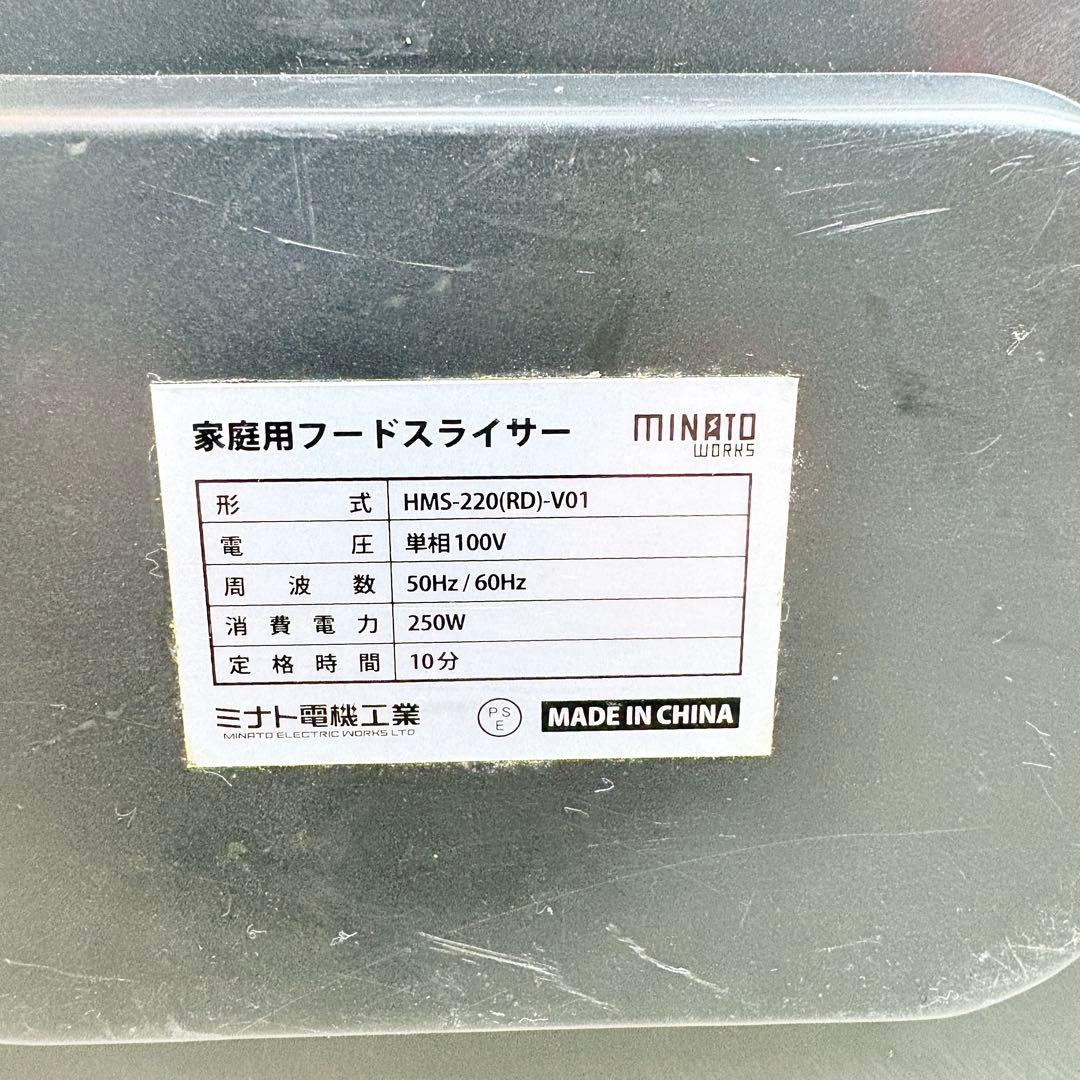 家庭用フードスライサー
MINATO
WORKS
形式 HMS-220(RD)-V01
電圧 単相100V
周波数 50Hz / 60Hz
消費電力 250W
定格時間 10分
ミナト電機工業
MINATO ELECTRIC WORKS LTD
PS
E
MADE IN CHINA